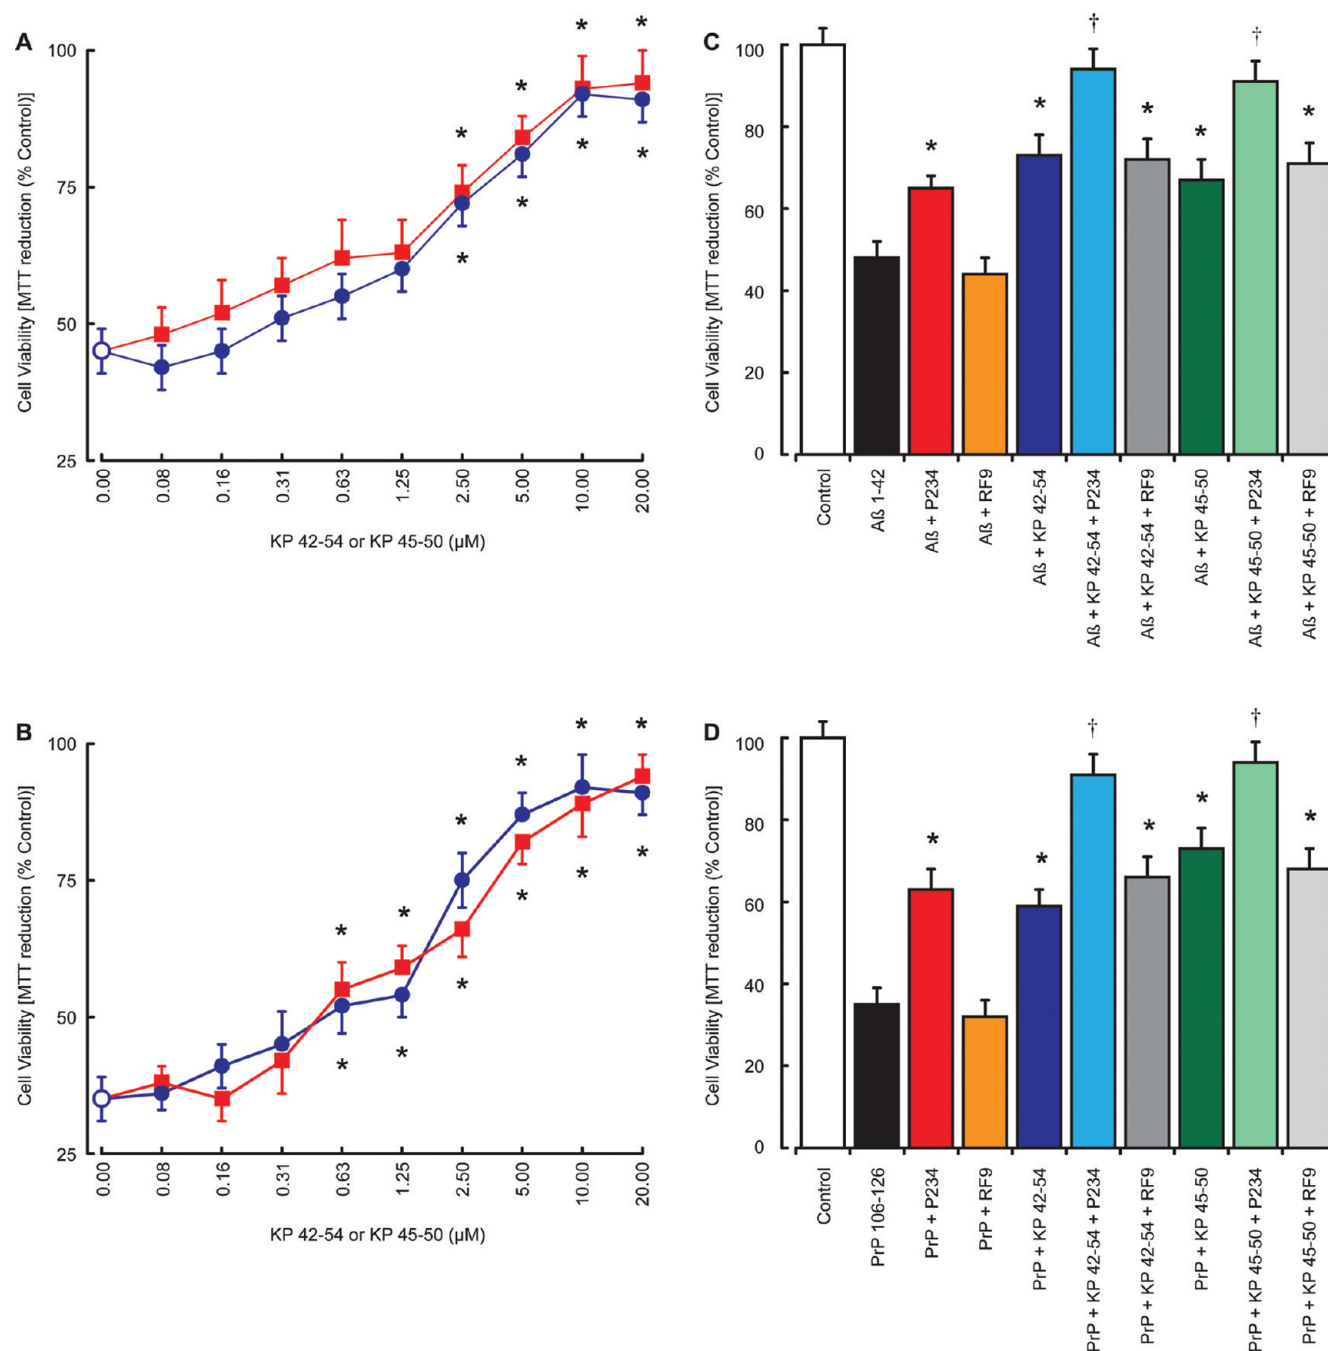 A
Cell Viability [MTT reduction (% Control)]
100
75
50
25
* * * *
* * * *
0.00 0.08 0.16 0.31 0.63 1.25 2.50 5.00 10.00 20.00
KP 42-54 or KP 45-50 (µM)
C
Cell Viability [MTT reduction (% Control)]
100
80
60
40
20
0
* * † * * † *
Control
Aß 1-42
Aß + P234
Aß + RF9
Aß + KP 42-54
Aß + KP 42-54 + P234
Aß + KP 42-54 + RF9
Aß + KP 45-50
Aß + KP 45-50 + P234
Aß + KP 45-50 + RF9
B
Cell Viability [MTT reduction (% Control)]
100
75
50
25
* * * * * *
* * * * * *
0.00 0.08 0.16 0.31 0.63 1.25 2.50 5.00 10.00 20.00
KP 42-54 or KP 45-50 (µM)
D
Cell Viability [MTT reduction (% Control)]
100
80
60
40
20
0
* * † * * † *
Control
PrP 106-126
PrP + P234
PrP + RF9
PrP + KP 42-54
PrP + KP 42-54 + P234
PrP + KP 42-54 + RF9
PrP + KP 45-50
PrP + KP 45-50 + P234
PrP + KP 45-50 + RF9